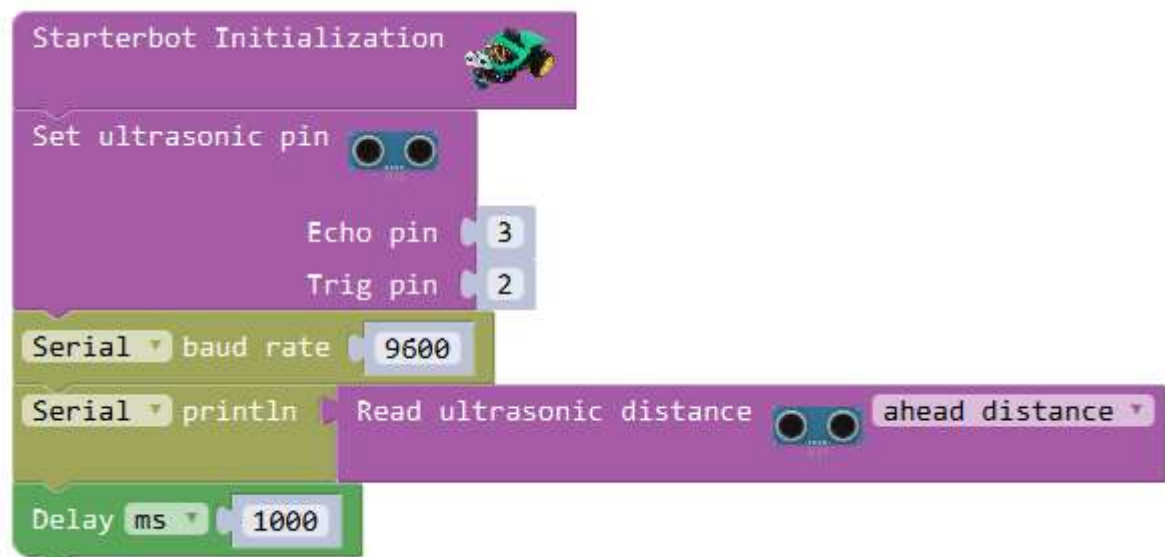 Starterbot Initialization
Set ultrasonic pin
Echo pin 3
Trig pin 2
Serial baud rate 9600
Serial println Read ultrasonic distance ahead distance
Delay ms 1000